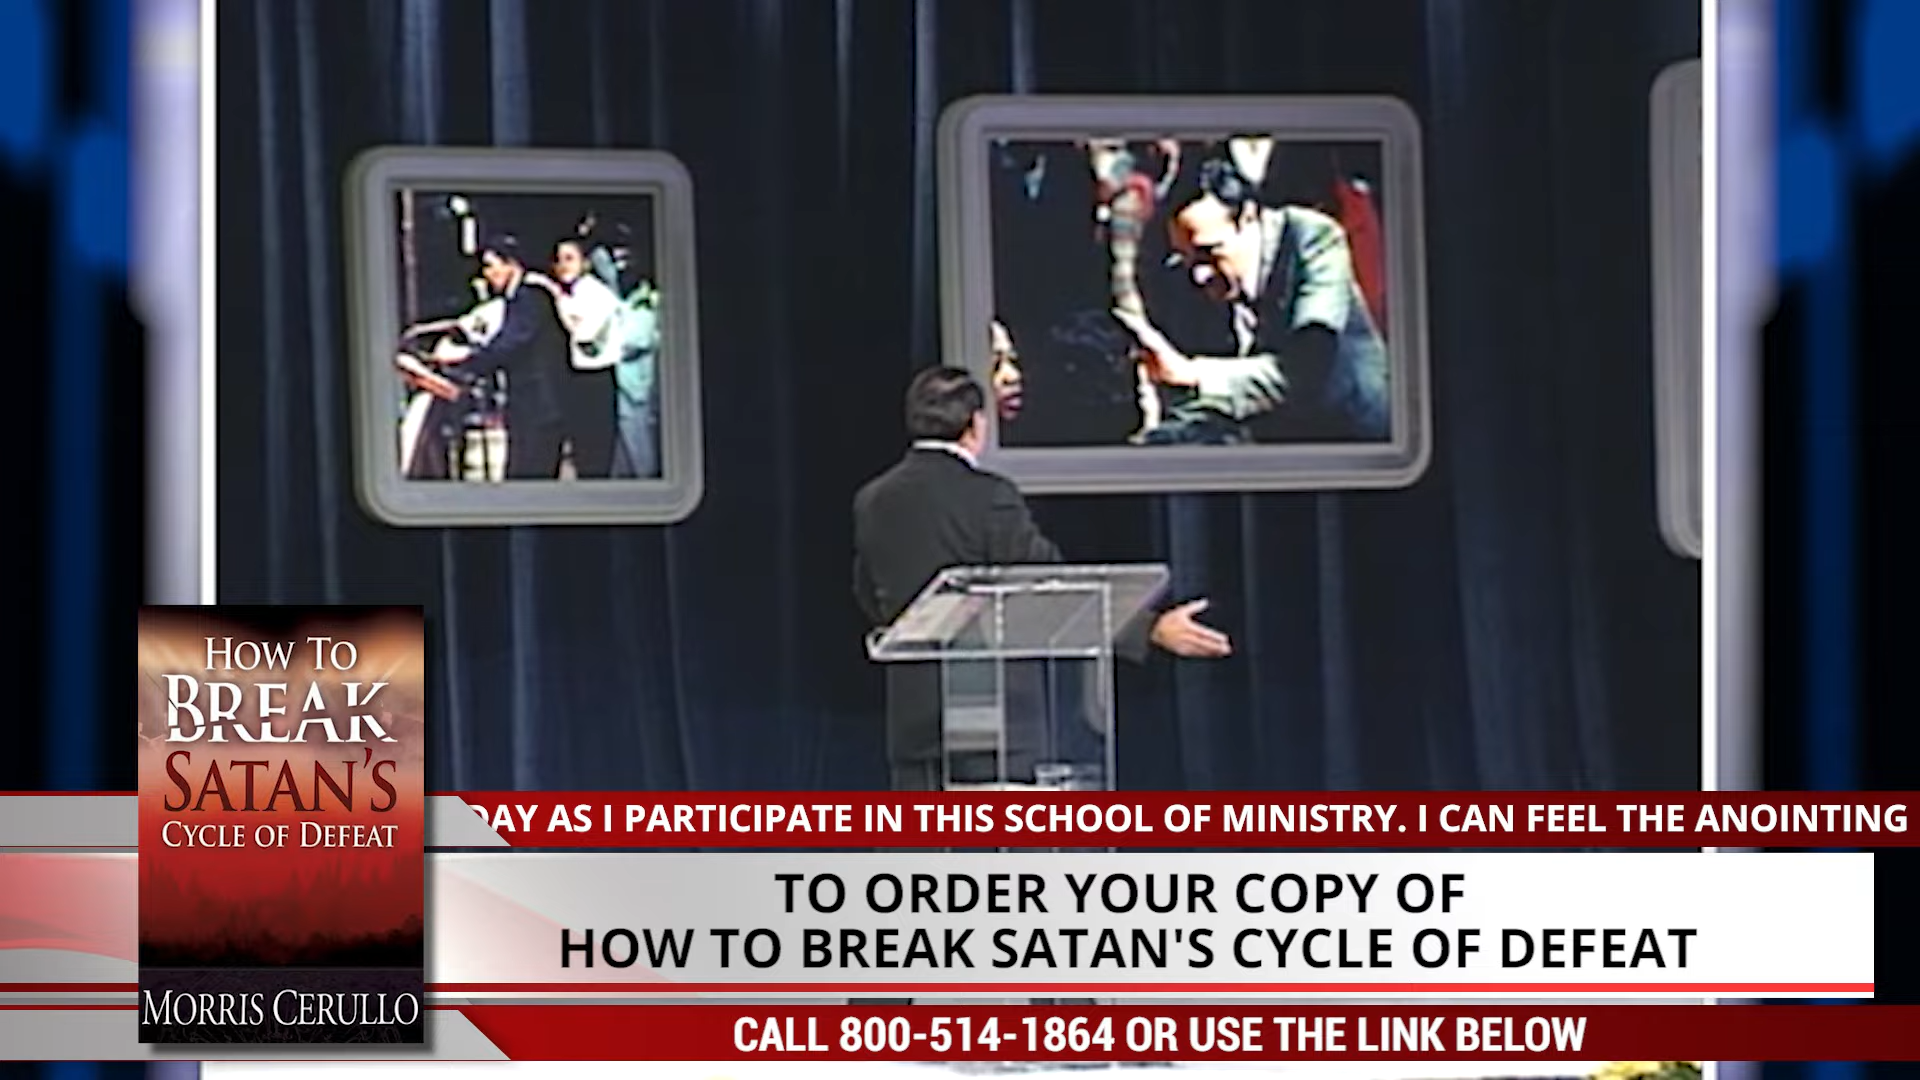 HOW TO
BREAK
SATAN'S
CYCLE OF DEFEAT
MORRIS CERULLO
DAY AS I PARTICIPATE IN THIS SCHOOL OF MINISTRY. I CAN FEEL THE ANOINTING
TO ORDER YOUR COPY OF
HOW TO BREAK SATAN'S CYCLE OF DEFEAT
CALL 800-514-1864 OR USE THE LINK BELOW